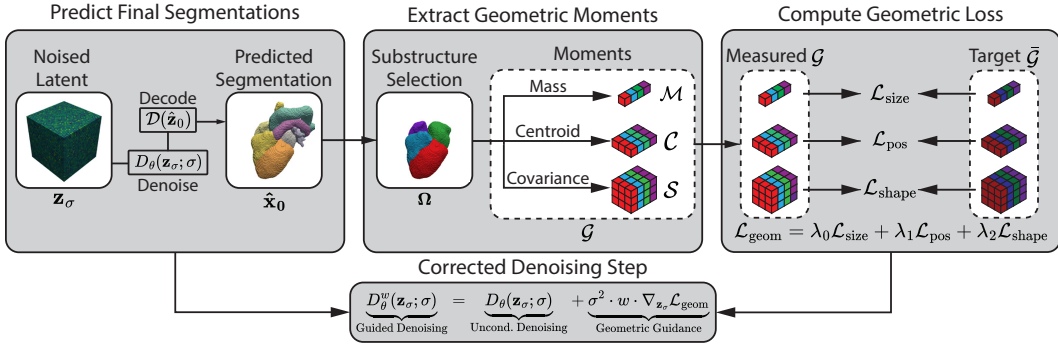 Predict Final Segmentations
Noised
Latent
Decode
𝒟(ẑ₀)
D_θ(z_σ; σ)
Denoise
z_σ
Predicted
Segmentation
x̂₀
Extract Geometric Moments
Substructure
Selection
Ω
Moments
Mass
ℳ
Centroid
𝒞
Covariance
𝒮
𝒢
Compute Geometric Loss
Measured 𝒢
Target 𝒢̄
ℒ_size
ℒ_pos
ℒ_shape
ℒ_geom = λ₀ℒ_size + λ₁ℒ_pos + λ₂ℒ_shape
Corrected Denoising Step
D_θ^w(z_σ; σ) = D_θ(z_σ; σ) + σ² · w · ∇_{z_σ}ℒ_geom
Guided Denoising Uncond. Denoising Geometric Guidance